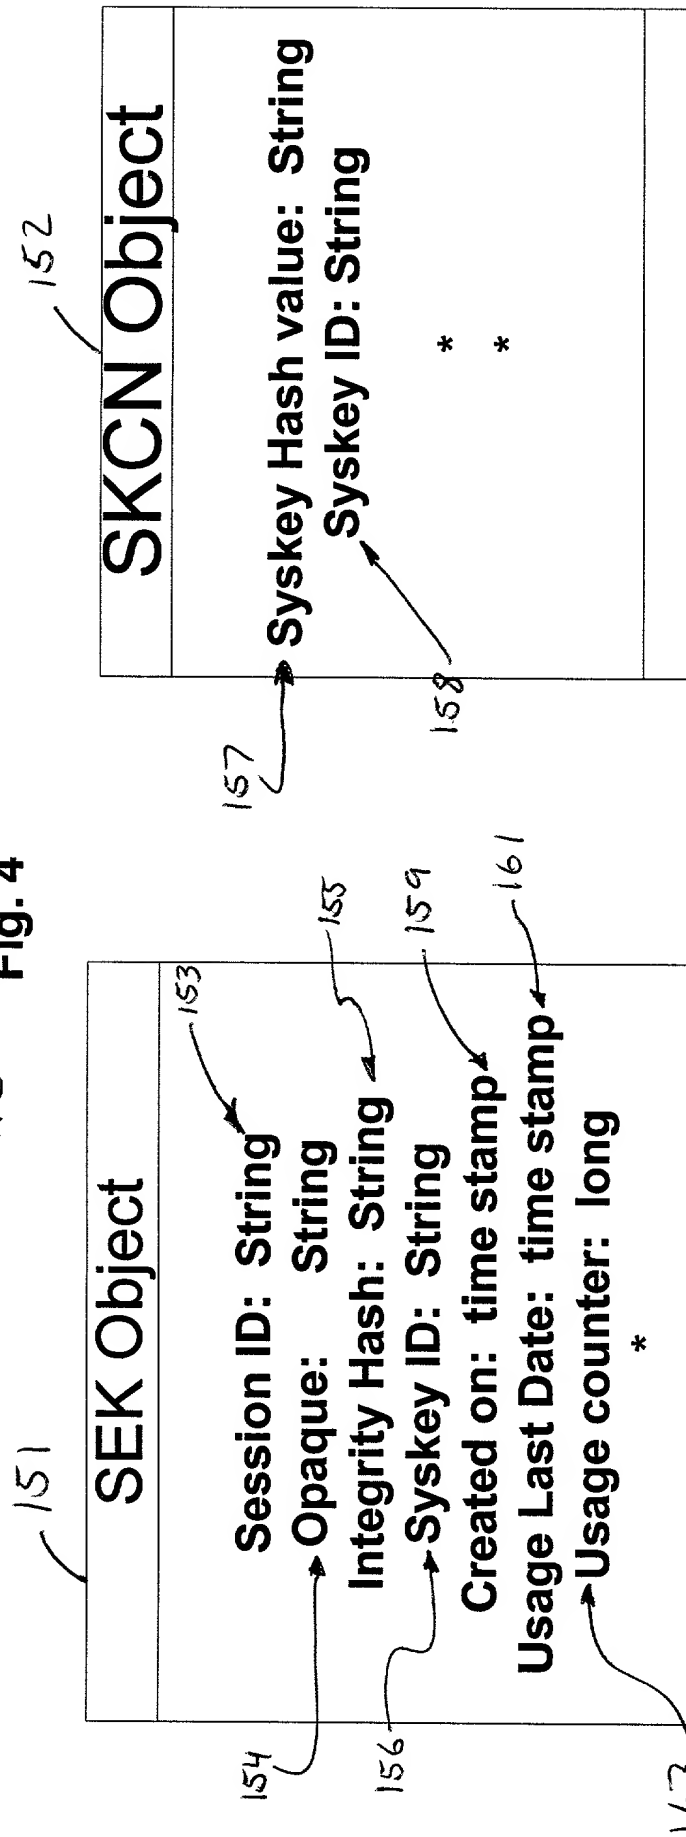 Fig. 4
151
SEK Object
153
Session ID: String
154
Opaque: String
155
Integrity Hash: String
156
Syskey ID: String
159
Created on: time stamp
161
Usage Last Date: time stamp
Usage counter: long
*
152
SKCN Object
157
Syskey Hash value: String
158
Syskey ID: String
*
*